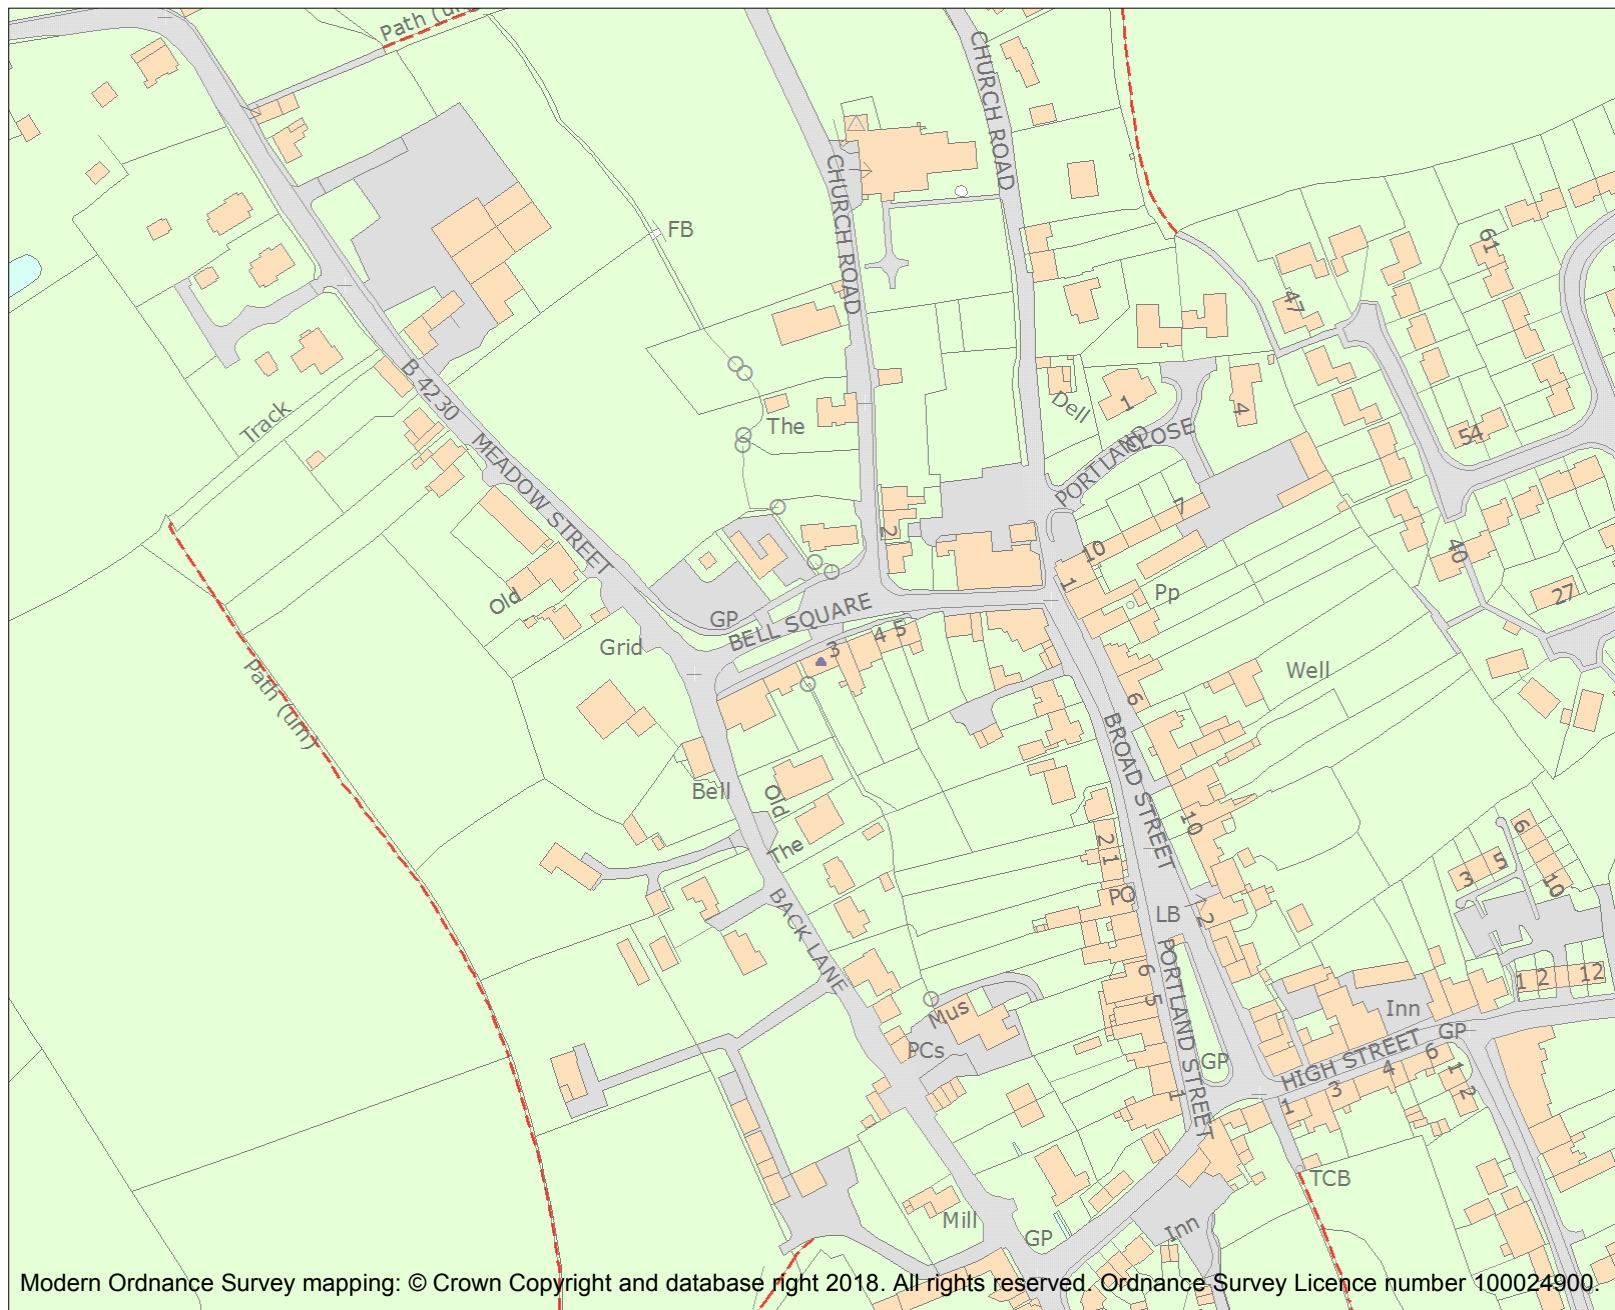 Path (um)
CHURCH ROAD
CHURCH ROAD
FB
61
47
B 4230
Track
The
Dell
1
4
PORTLAND
CLOSE
54
MEADOW STREET
7
2
10
40
1
Pp
27
Old
GP
BELL SQUARE
Grid
3
4
5
Well
Path (um)
6
BROAD STREET
Bell
Old
The
10
2
1
6
5
3
10
PO
LB
12
BACK LANE
6
5
PORTLAND STREET
1
2
12
Mus
Inn
GP
PCs
GP
HIGH STREET
6
4
3
1
1
2
1
TCB
Mill
GP
Inn
Modern Ordnance Survey mapping: © Crown Copyright and database right 2018. All rights reserved. Ordnance Survey Licence number 100024900.